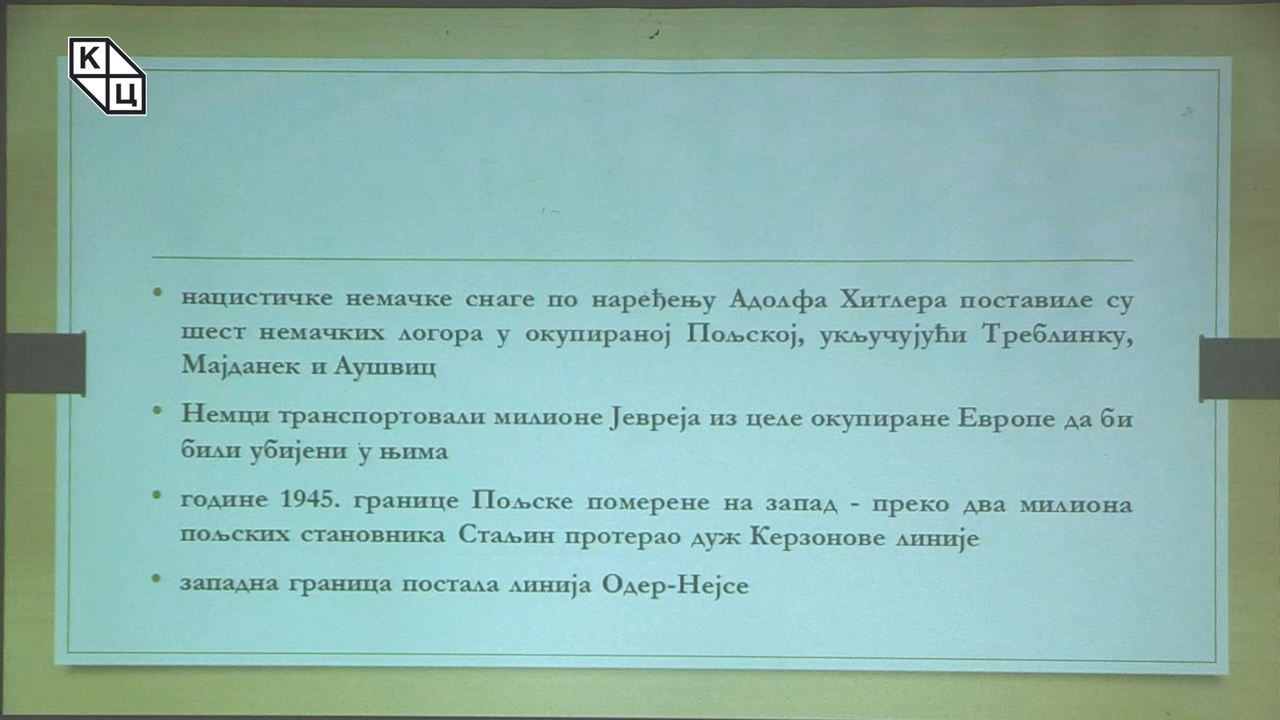 К
Ц
• нацистичке немачке снаге по наређењу Адолфа Хитлера поставиле су
шест немачких логора у окупираној Пољској, укључујући Треблинку,
Мајданек и Аушвиц
• Немци транспортовали милионе Јевреја из целе окупиране Европе да би
били убијени у њима
• године 1945. границе Пољске померене на запад - преко два милиона
пољских становника Стаљин протерао дуж Керзонове линије
• западна граница постала линија Одер-Нејсе